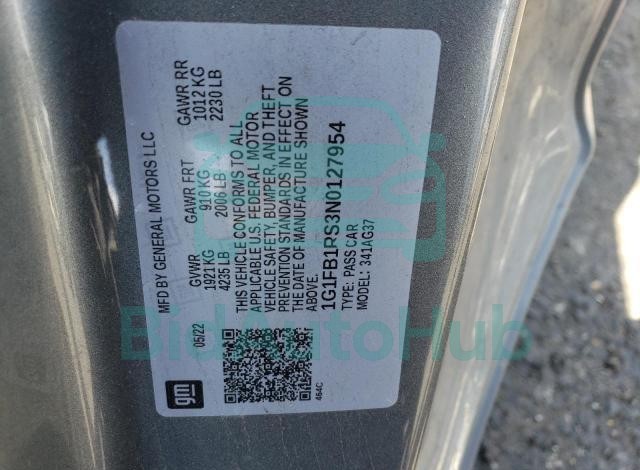 MFD BY GENERAL MOTORS LLC
05/22
GVWR GAWR FRT GAWR RR
1921 KG 910 KG 1012 KG
4235 LB 2006 LB 2230 LB
THIS VEHICLE CONFORMS TO ALL
APPLICABLE U.S. FEDERAL MOTOR
VEHICLE SAFETY, BUMPER, AND THEFT
PREVENTION STANDARDS IN EFFECT ON
THE DATE OF MANUFACTURE SHOWN
ABOVE.
1G1FB1RS3N0127954
TYPE: PASS CAR
MODEL: 341AG37
464C
gm
BidAutoHub